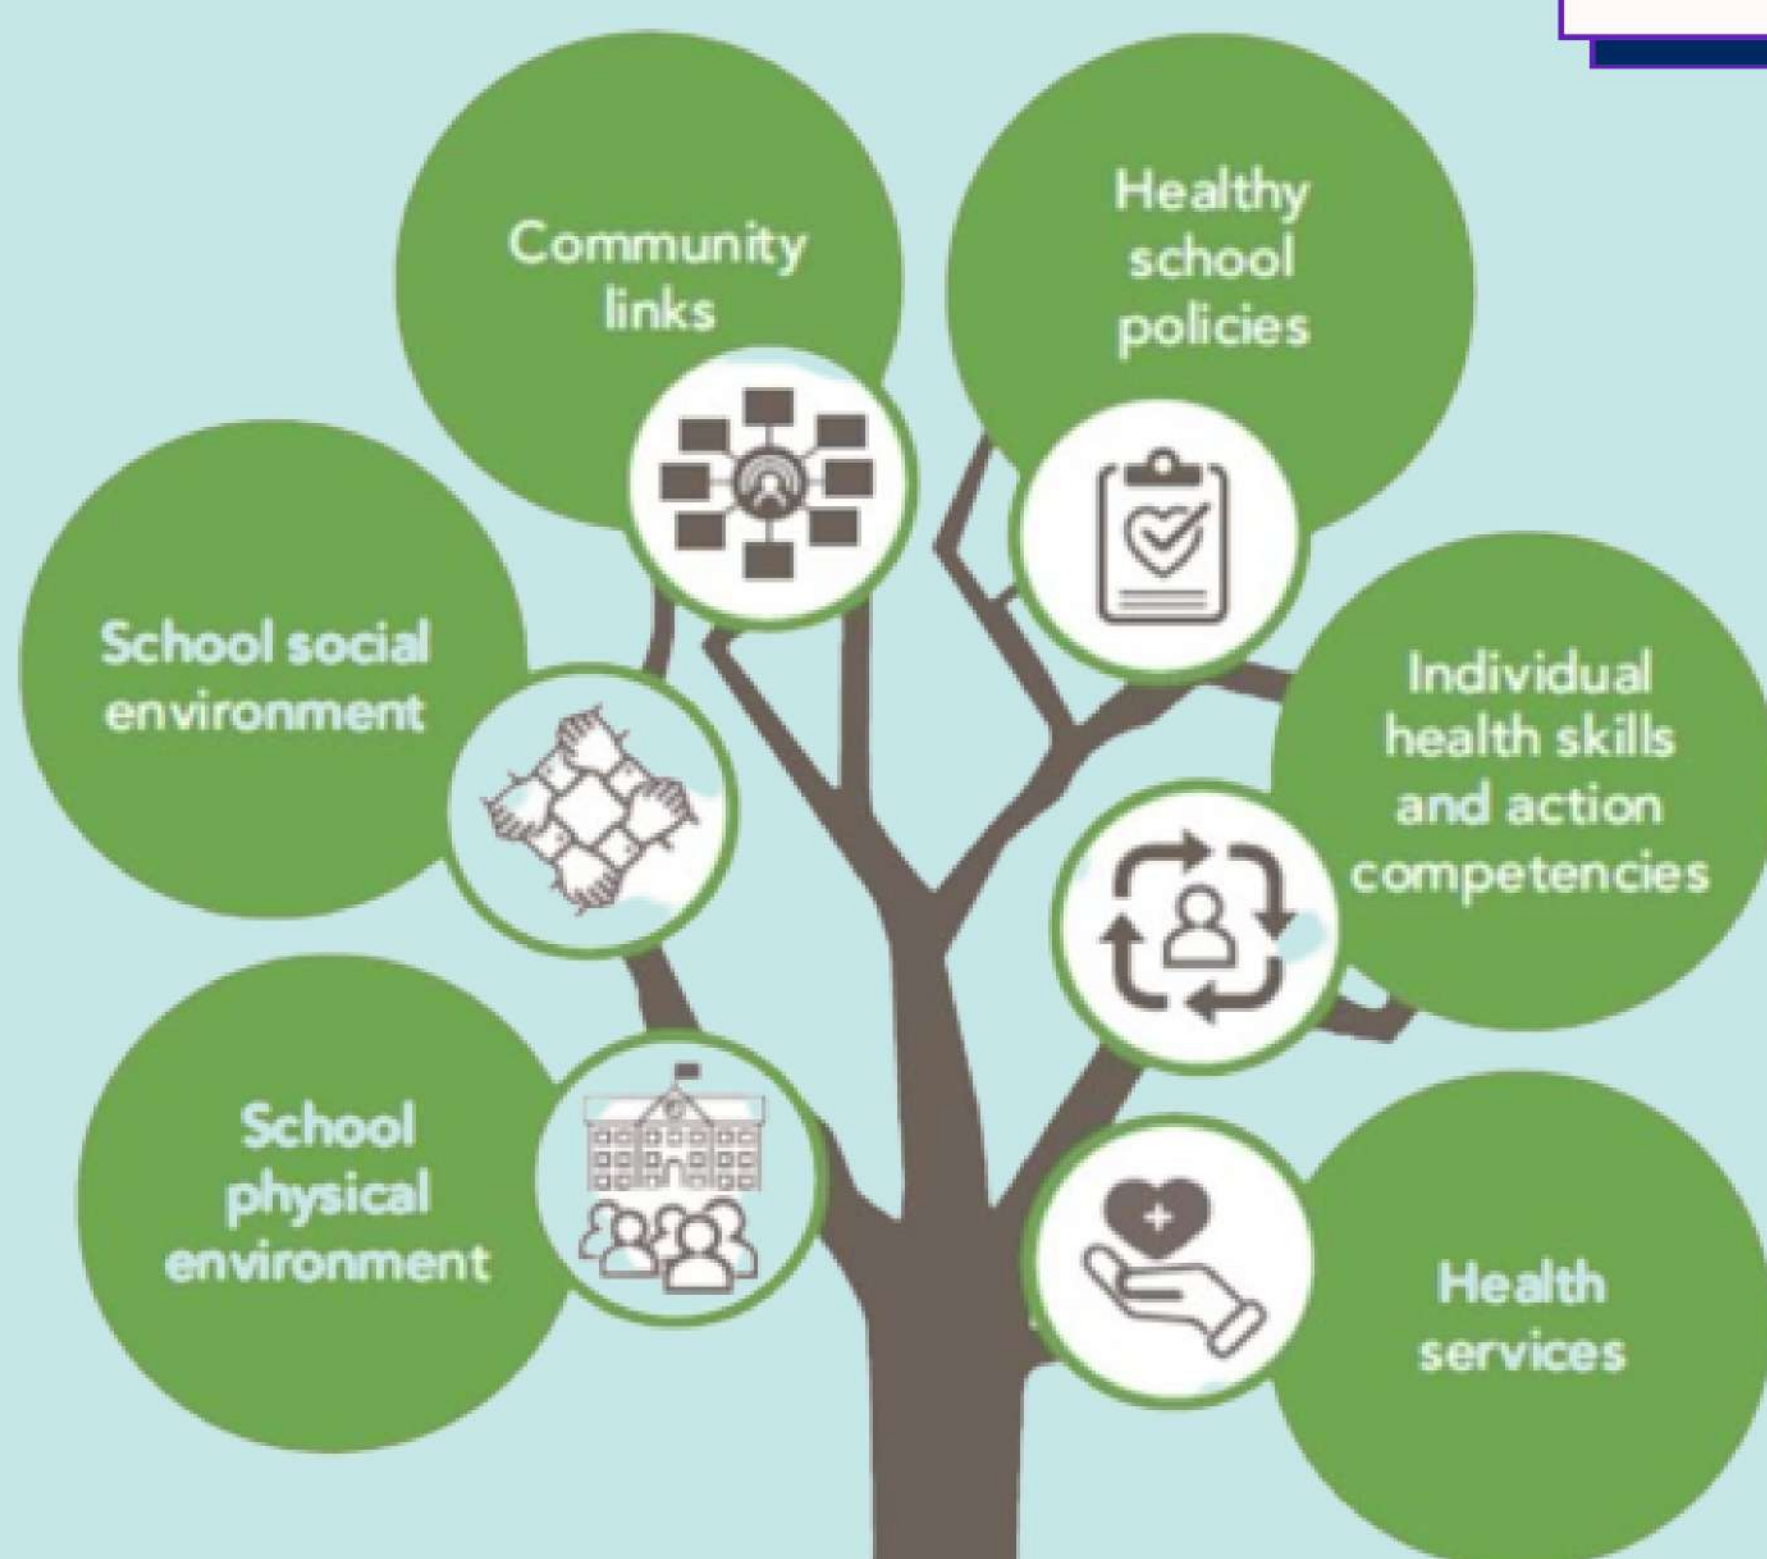 Community
links
Healthy
school
policies
School social
environment
Individual
health skills
and action
competencies
School
physical
environment
Health
services